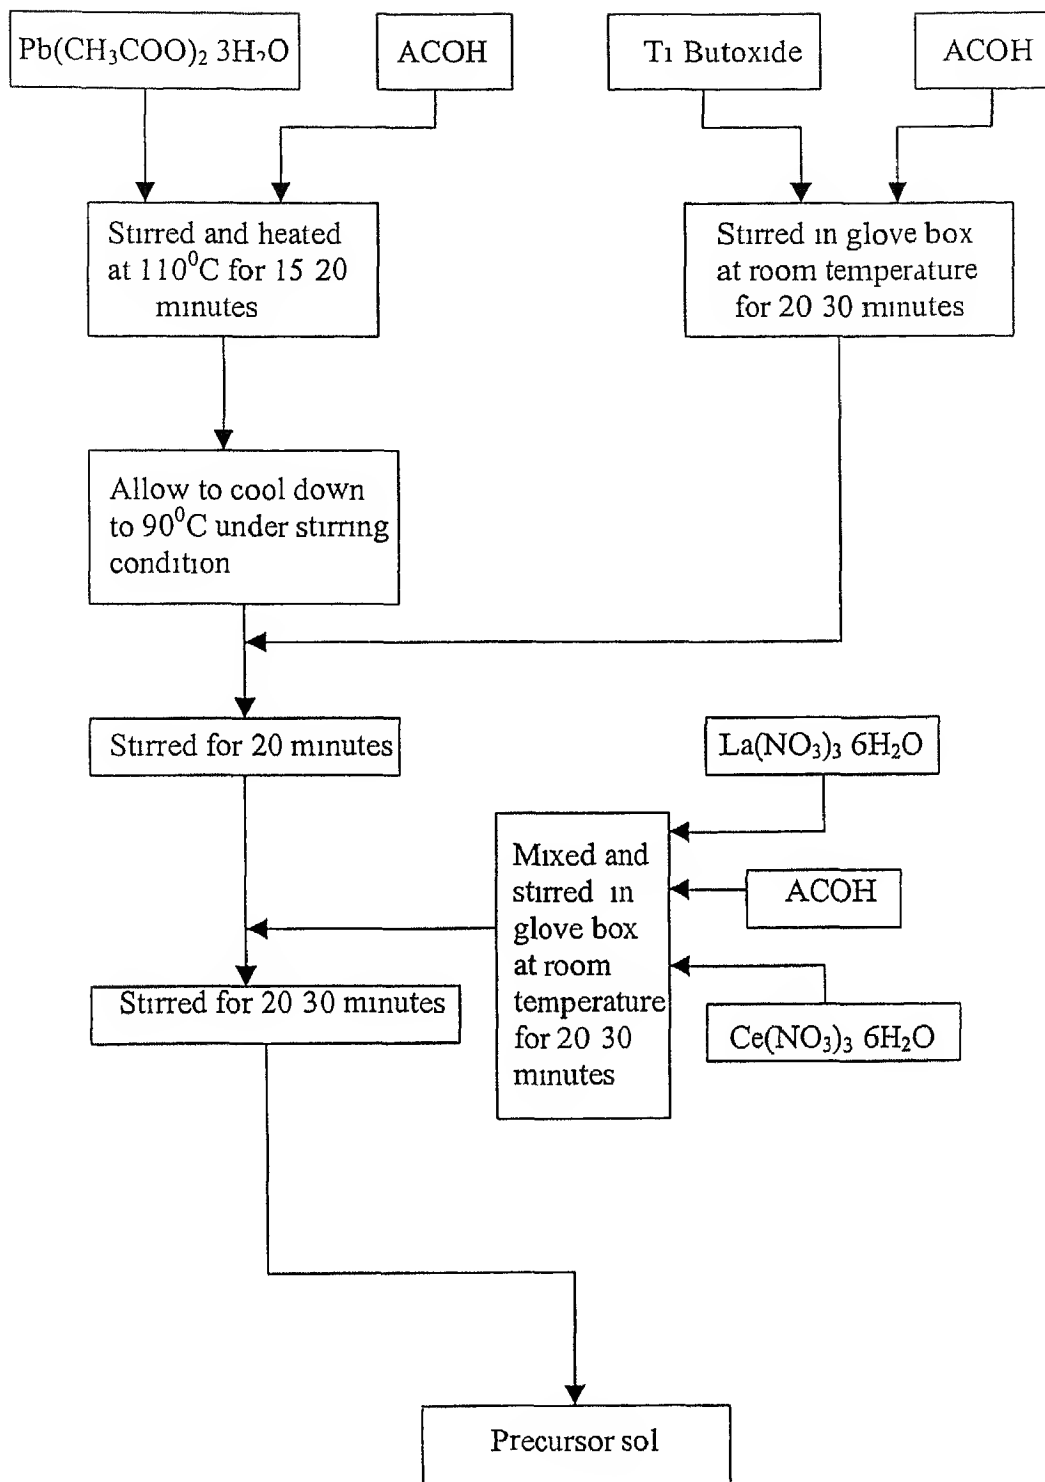 Pb(CH₃COO)₂ 3H₂O
ACOH
Ti Butoxide
ACOH
Stirred and heated
at 110⁰C for 15 20
minutes
Stirred in glove box
at room temperature
for 20 30 minutes
Allow to cool down
to 90⁰C under stirring
condition
Stirred for 20 minutes
La(NO₃)₃ 6H₂O
Mixed and
stirred in
glove box
at room
temperature
for 20 30
minutes
ACOH
Ce(NO₃)₃ 6H₂O
Stirred for 20 30 minutes
Precursor sol